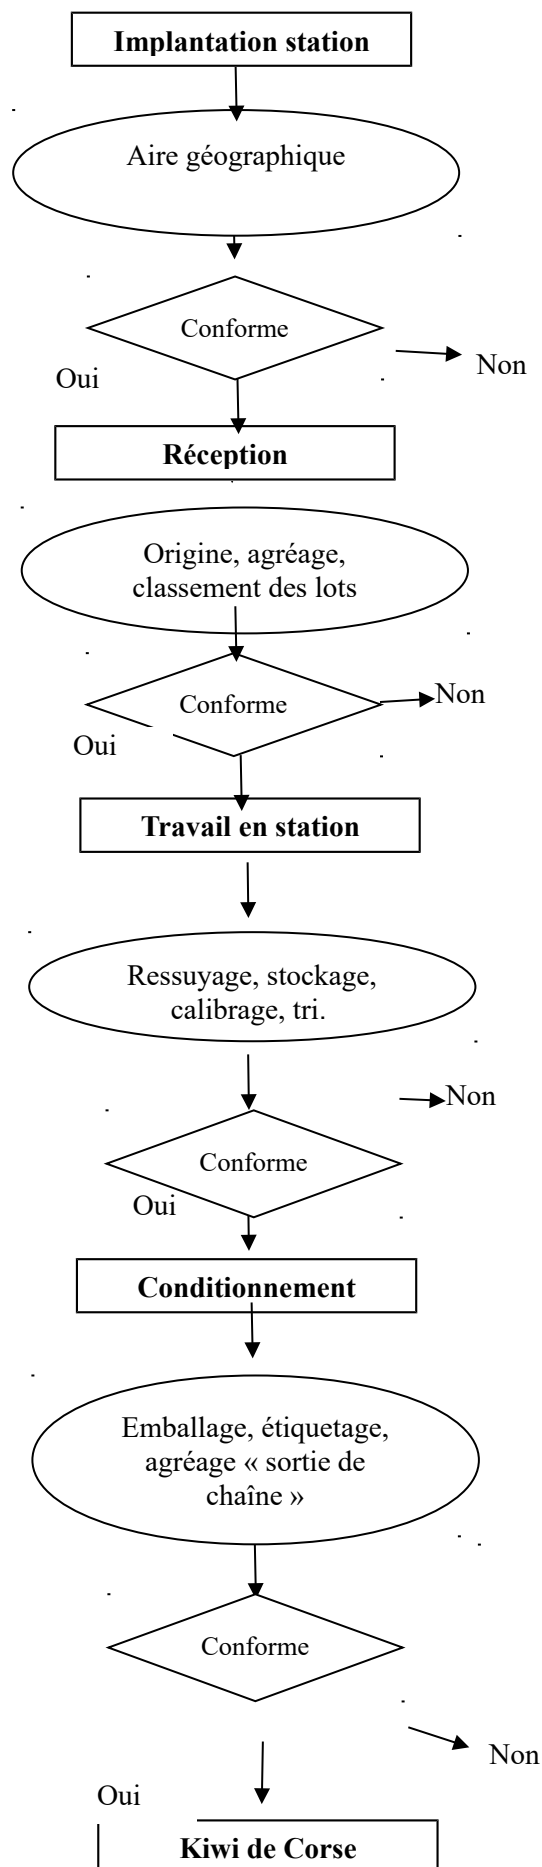 Implantation station
Aire géographique
Conforme
Non
Oui
Réception
Origine, agréage,
classement des lots
Non
Conforme
Oui
Travail en station
Ressuyage, stockage,
calibrage, tri.
Non
Conforme
Oui
Conditionnement
Emballage, étiquetage,
agréage « sortie de
chaîne »
Conforme
Non
Oui
Kiwi de Corse